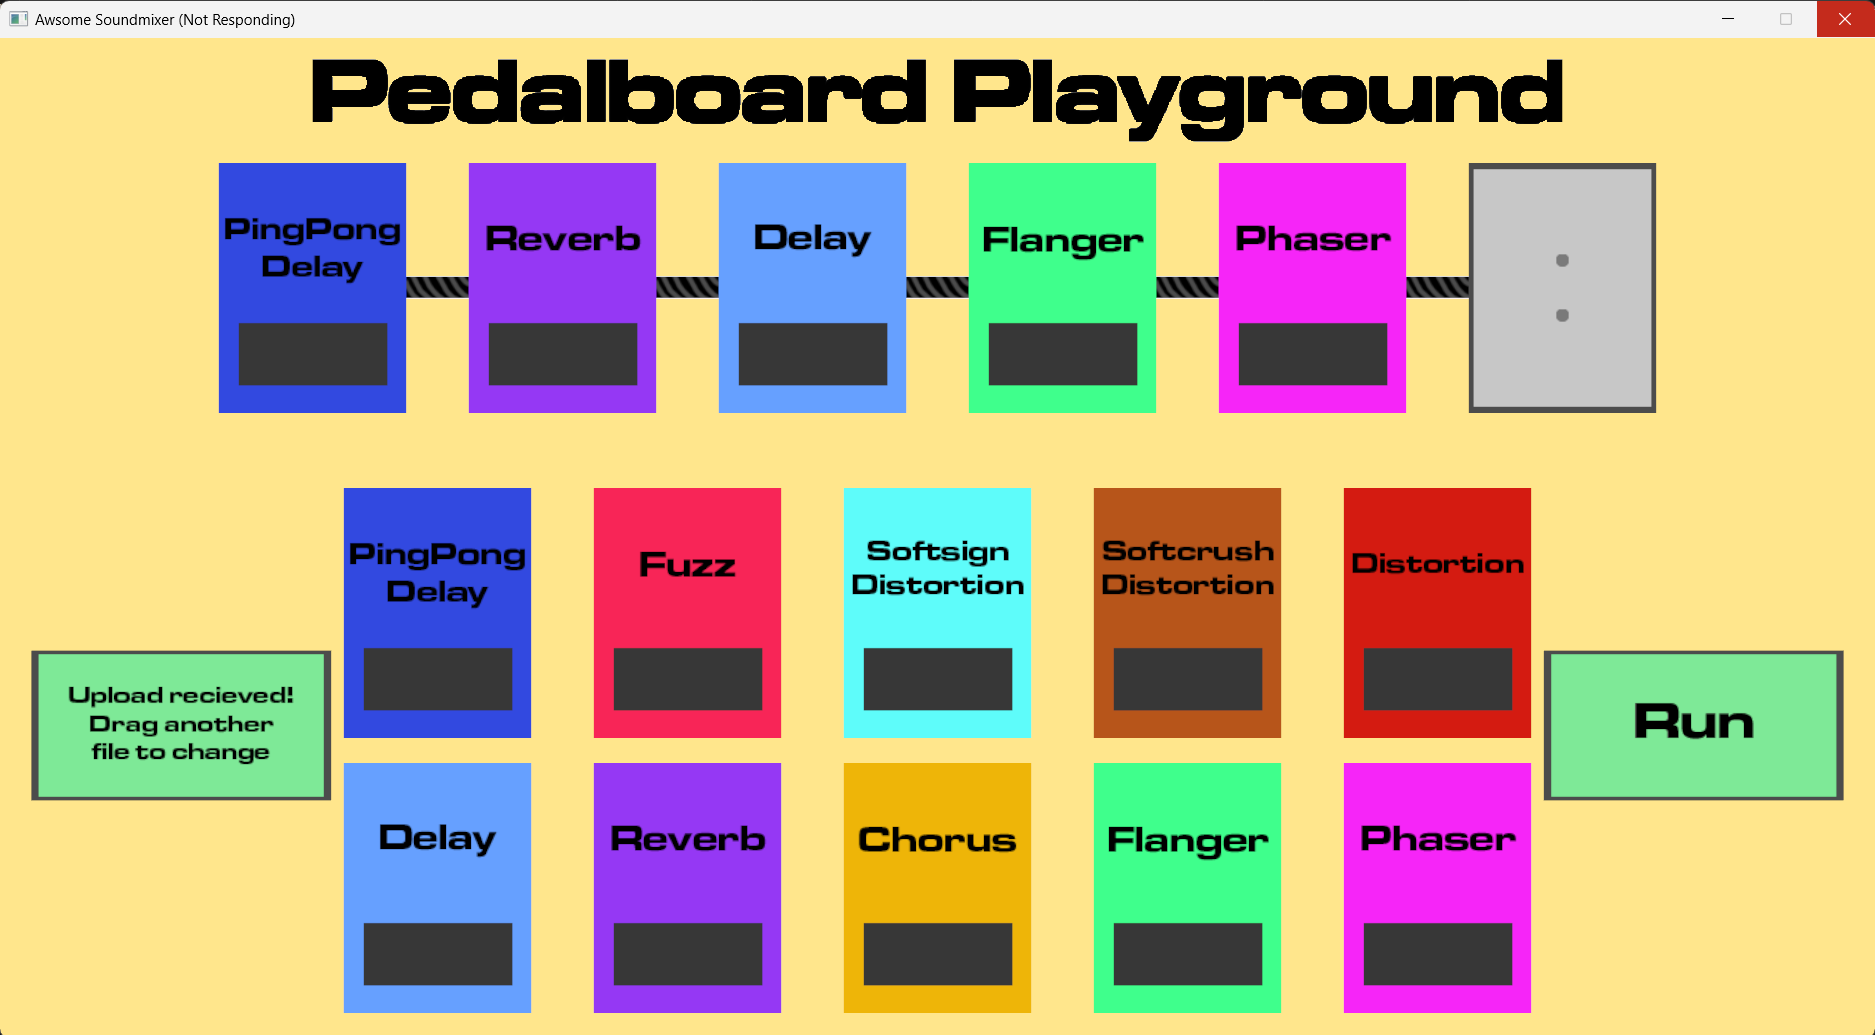 Awsome Soundmixer (Not Responding)
Pedalboard Playground
PingPong
Delay
Reverb
Delay
Flanger
Phaser
PingPong
Delay
Fuzz
Softsign
Distortion
Softcrush
Distortion
Distortion
Upload recieved!
Drag another
file to change
Run
Delay
Reverb
Chorus
Flanger
Phaser